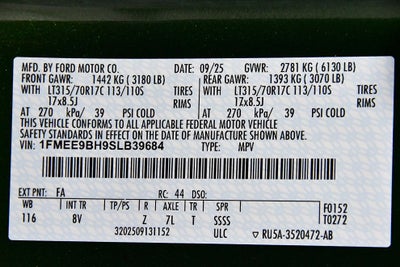 MFD. BY FORD MOTOR CO. DATE: 09/25 GVWR: 2781 KG (6130 LB)
FRONT GAWR: 1442 KG (3180 LB) REAR GAWR: 1393 KG (3070 LB)
WITH LT315/70R17C 113/110S TIRES WITH LT315/70R17C 113/110S TIRES
17x8.5J RIMS 17x8.5J RIMS
AT 270 kPa/ 39 PSI COLD AT 270 kPa/ 39 PSI COLD
THIS VEHICLE CONFORMS TO ALL APPLICABLE FEDERAL MOTOR VEHICLE
SAFETY STANDARDS IN EFFECT ON THE DATE OF MANUFACTURE SHOWN ABOVE.
VIN: 1FMEE9BH9SLB39684 TYPE: MPV
EXT PNT: FA RC: 44 DSO:
WB INT TR TP/PS R AXLE TR SPR F0152
116 8V Z 7L T SSSS T0272
3202509131152 ULC RU5A-3520472-AB